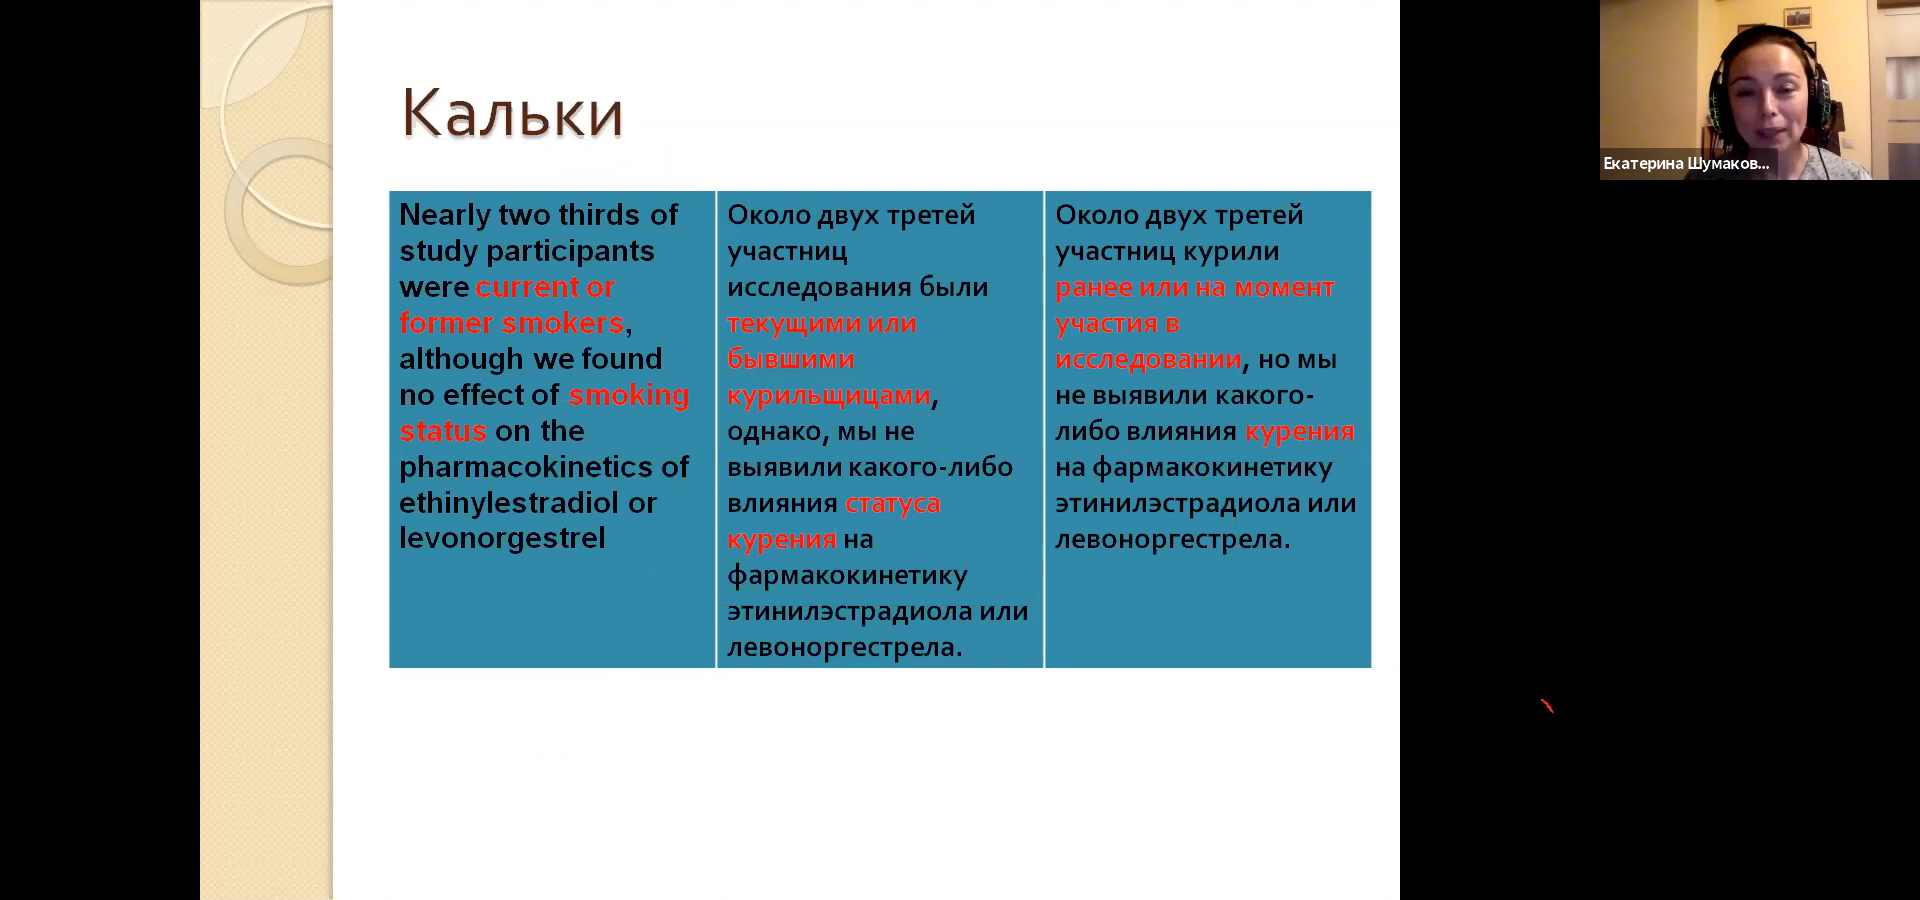 Кальки
Nearly two thirds of
study participants
were current or
former smokers,
although we found
no effect of smoking
status on the
pharmacokinetics of
ethinylestradiol or
levonorgestrel
Около двух третей
участниц
исследования были
текущими или
бывшими
курильщицами,
однако, мы не
выявили какого-либо
влияния статуса
курения на
фармакокинетику
этинилэстрадиола или
левоноргестрела.
Около двух третей
участниц курили
ранее или на момент
участия в
исследовании, но мы
не выявили какого-
либо влияния курения
на фармакокинетику
этинилэстрадиола или
левоноргестрела.
Екатерина Шумаков...